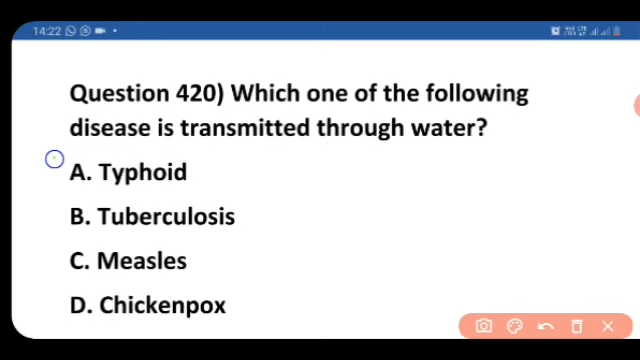 14:22
Question 420) Which one of the following
disease is transmitted through water?
A. Typhoid
B. Tuberculosis
C. Measles
D. Chickenpox